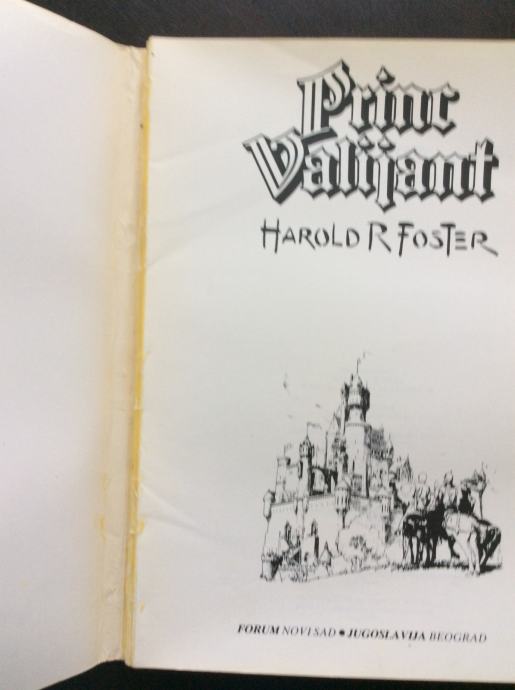 Princ
Valijant
HAROLD R FOSTER
FORUM NOVI SAD ● JUGOSLAVIJA BEOGRAD